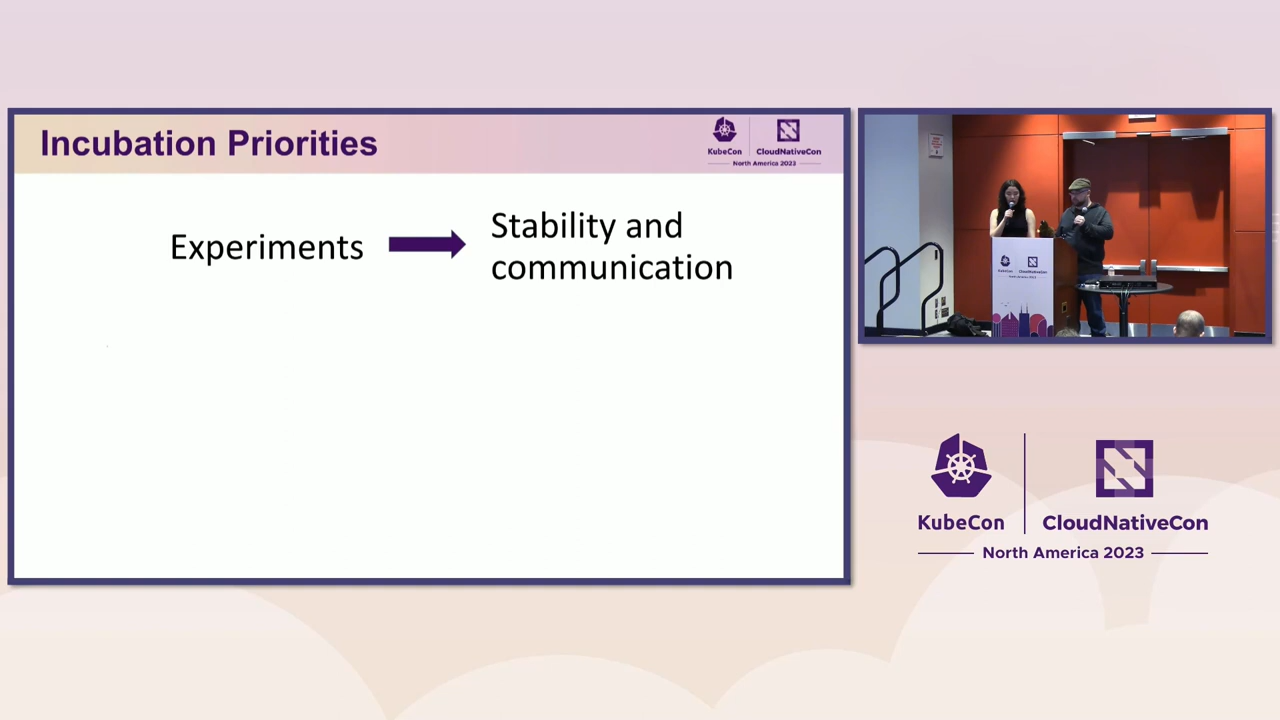 Incubation Priorities
KubeCon
CloudNativeCon
North America 2023
Experiments
Stability and
communication
KubeCon
CloudNativeCon
North America 2023